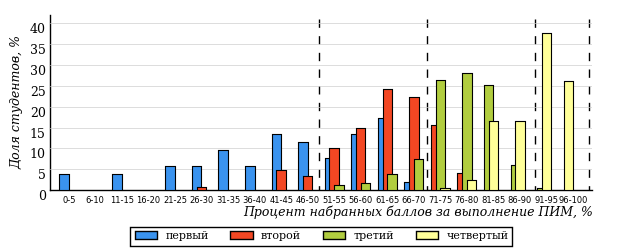 Доля студентов, %
40
35
30
25
20
15
10
5
0
0-5 6-10 11-15 16-20 21-25 26-30 31-35 36-40 41-45 46-50 51-55 56-60 61-65 66-70 71-75 76-80 81-85 86-90 91-95 96-100
Процент набранных баллов за выполнение ПИМ, %
первый второй третий четвертый